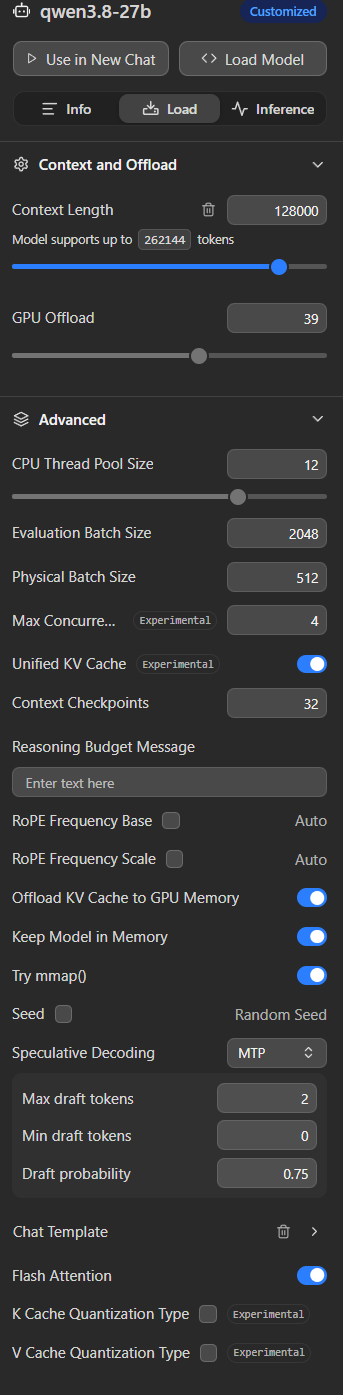 qwen3.8-27b
Customized
Use in New Chat
Load Model
Info
Load
Inference
Context and Offload
Context Length
128000
Model supports up to 262144 tokens
GPU Offload
39
Advanced
CPU Thread Pool Size
12
Evaluation Batch Size
2048
Physical Batch Size
512
Max Concurre...
Experimental
4
Unified KV Cache
Experimental
Context Checkpoints
32
Reasoning Budget Message
Enter text here
RoPE Frequency Base
Auto
RoPE Frequency Scale
Auto
Offload KV Cache to GPU Memory
Keep Model in Memory
Try mmap()
Seed
Random Seed
Speculative Decoding
MTP
Max draft tokens
2
Min draft tokens
0
Draft probability
0.75
Chat Template
Flash Attention
K Cache Quantization Type
Experimental
V Cache Quantization Type
Experimental